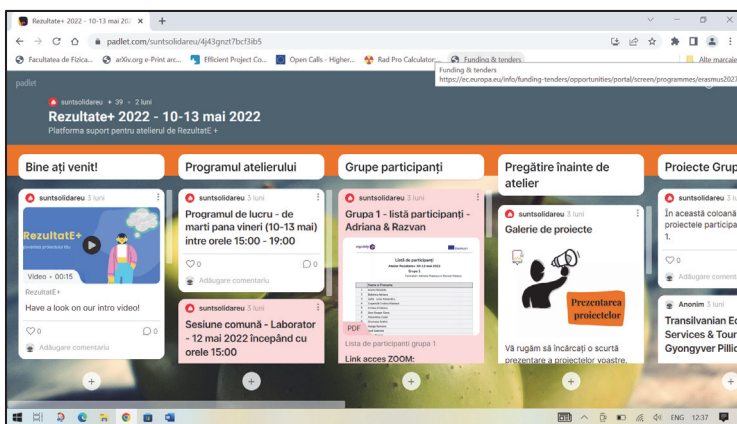 Rezultate+ 2022 - 10-13 mai 202
padlet.com/suntsolidareu/4j43gnzt7bcf3ib5
Facultatea de Fizica...
arXiv.org e-Print arc...
Efficient Project Co...
Open Calls - Higher...
Rad Pro Calculator...
Funding & tenders
Alte marcaje
Funding & tenders
https://ec.europa.eu/info/funding-tenders/opportunities/portal/screen/programmes/erasmus2027
padlet
suntsolidareu + 39 - 2 luni
Rezultate+ 2022 - 10-13 mai 2022
Platforma suport pentru atelierul de RezultatE +
Bine ați venit!
suntsolidareu 3 luni
RezultatE+
Video • 00:15
RezultatE+
Have a look on our intro video!
0
0
Adăugare comentariu
Programul atelierului
suntsolidareu 3 luni
Programul de lucru - de
marti pana vineri (10-13 mai)
intre orele 15:00 - 19:00
0
0
Adăugare comentariu
suntsolidareu 3 luni
Sesiune comună - Laborator
- 12 mai 2022 începând cu
orele 15:00
Grupe participanți
suntsolidareu 3 luni
Grupa 1 - listă participanți -
Adriana & Razvan
Listă de participanți
Grupa 1
PDF
Lista de participanti grupa 1
Link acces ZOOM:
Pregătire înainte de
atelier
suntsolidareu 3 luni
Galerie de proiecte
Prezentarea
proiectelor
Vă rugăm să încărcați o scurtă
prezentare a proiectelor voastre,
Proiecte Grup
suntsolidareu 3 lu
În această coloană
proiectele participa
1.
0
Adăugare coment
Anonim 3 luni
Transilvanian Ec
Services & Tour
Gyongyver Pillic
ENG 12:37